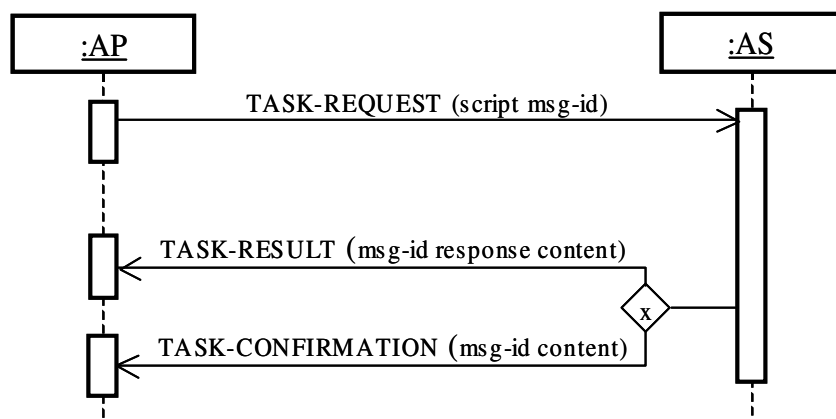 :AP
:AS
TASK-REQUEST (script msg-id)
TASK-RESULT (msg-id response content)
x
TASK-CONFIRMATION (msg-id content)